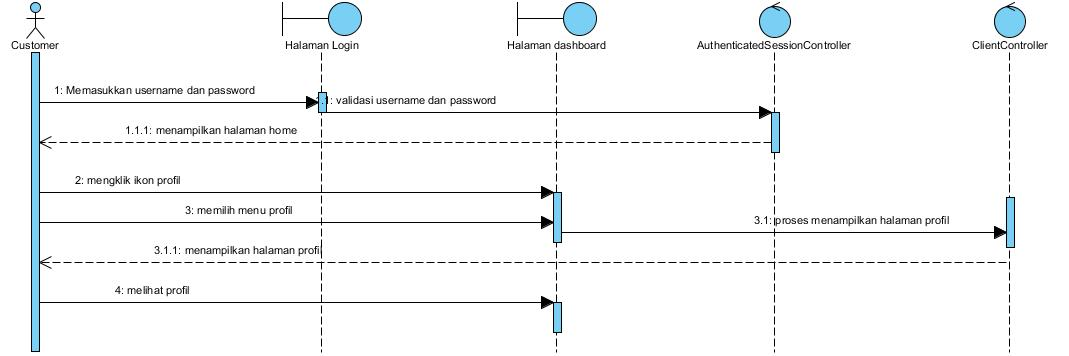 Customer
Halaman Login
Halaman dashboard
AuthenticatedSessionController
ClientController
1: Memasukkan username dan password
1: validasi username dan password
1.1.1: menampilkan halaman home
2: mengklik ikon profil
3: memilih menu profil
3.1: proses menampilkan halaman profil
3.1.1: menampilkan halaman profil
4: melihat profil